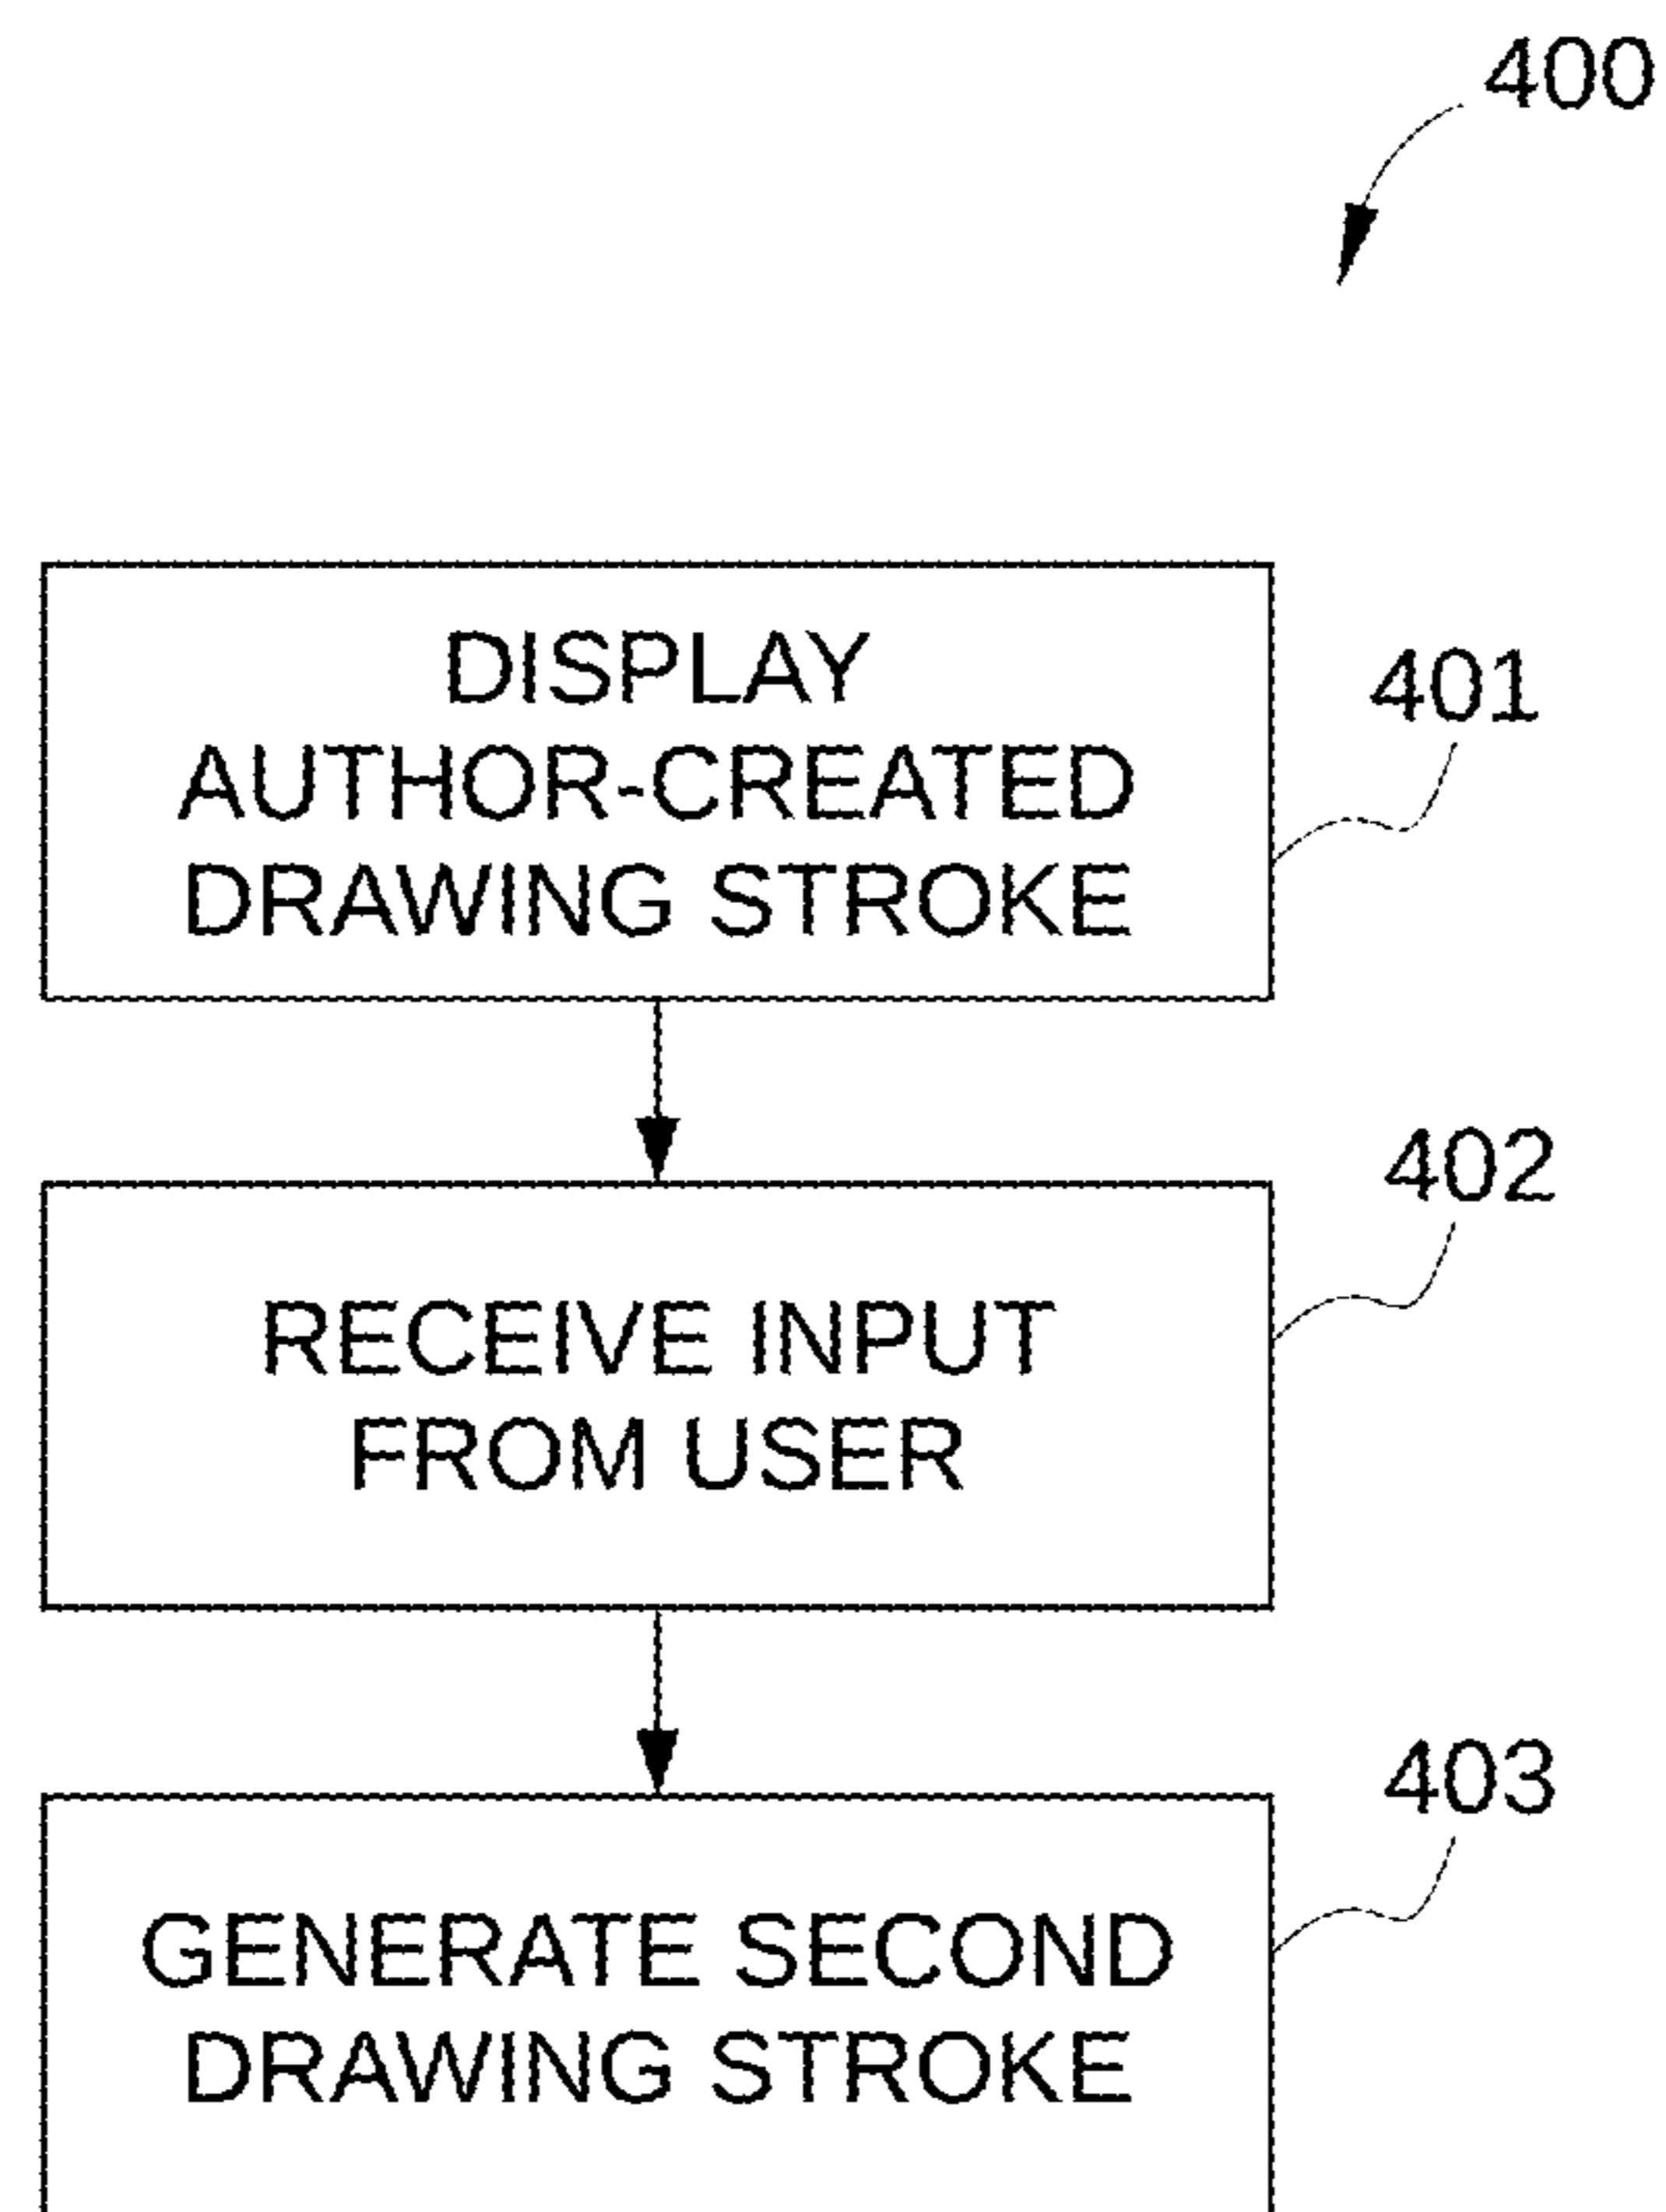 400
DISPLAY
AUTHOR-CREATED
DRAWING STROKE
401
402
RECEIVE INPUT
FROM USER
403
GENERATE SECOND
DRAWING STROKE